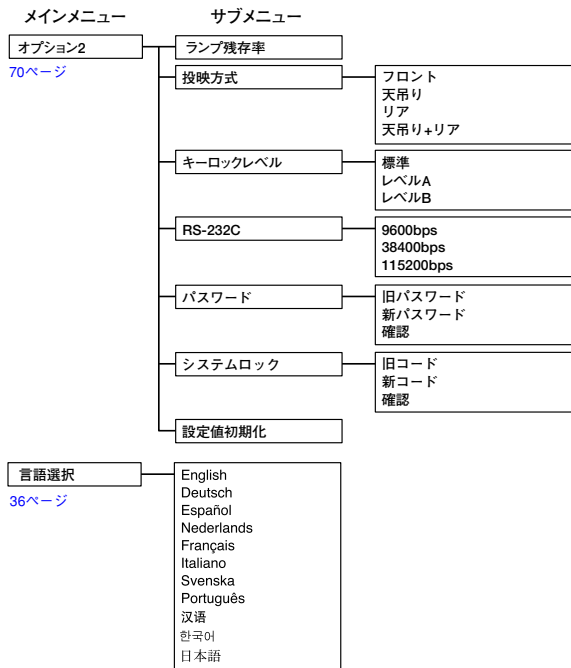 メインメニュー
サブメニュー
オプション2
70ページ
ランプ残存率
投映方式
フロント
天吊り
リア
天吊り+リア
キーロックレベル
標準
レベルA
レベルB
RS-232C
9600bps
38400bps
115200bps
パスワード
旧パスワード
新パスワード
確認
システムロック
旧コード
新コード
確認
設定値初期化
言語選択
36ページ
English
Deutsch
Español
Nederlands
Français
Italiano
Svenska
Português
汉语
한국어
日本語